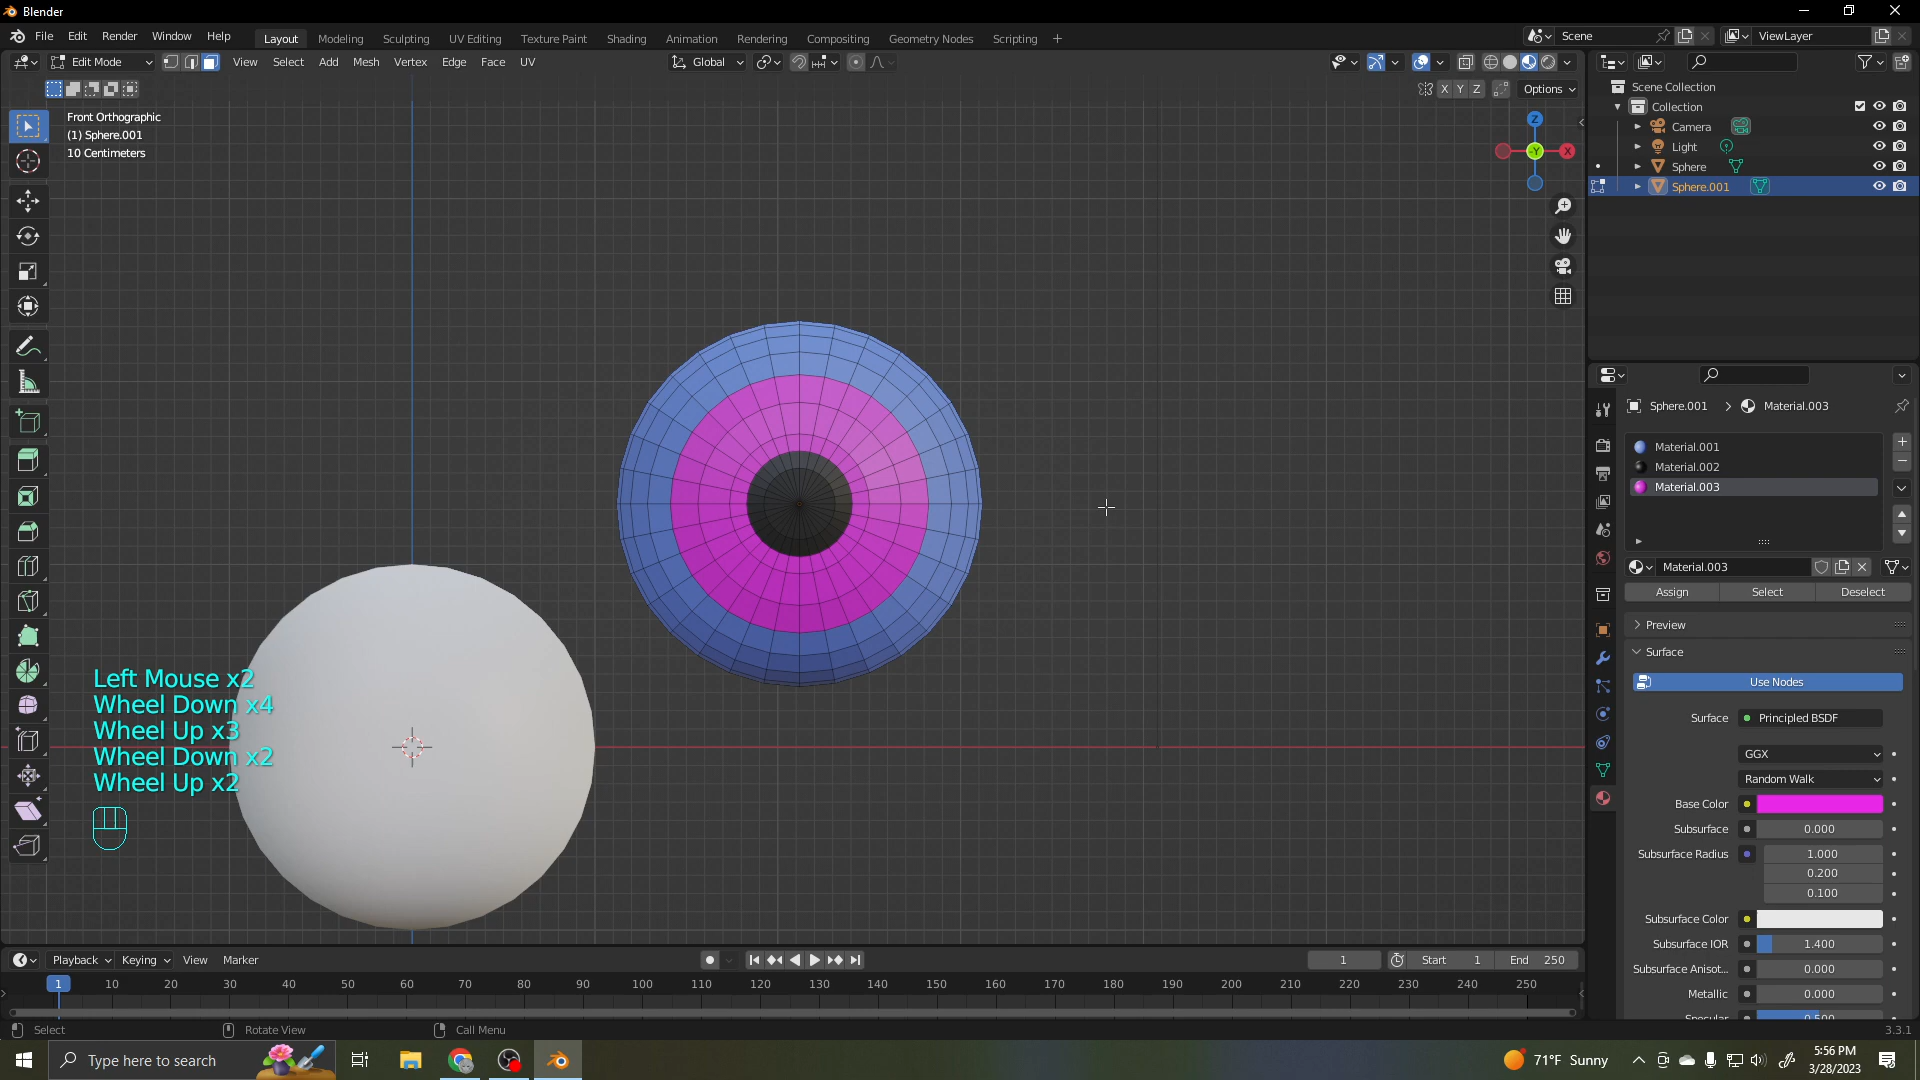 Blender
File Edit Render Window Help Layout Modeling Sculpting UV Editing Texture Paint Shading Animation Rendering Compositing Geometry Nodes Scripting + Scene ViewLayer
Edit Mode View Select Add Mesh Vertex Edge Face UV Global
X Y Z Options
Front Orthographic
(1) Sphere.001
10 Centimeters
Z
-Y X
Scene Collection
Collection
Camera
Light
Sphere
Sphere.001
Sphere.001 > Material.003
Material.001
Material.002
Material.003
Material.003
Assign Select Deselect
Preview
Surface
Use Nodes
Surface Principled BSDF
GGX
Random Walk
Base Color
Subsurface 0.000
Subsurface Radius 1.000
0.200
0.100
Subsurface Color
Subsurface IOR 1.400
Subsurface Anisot... 0.000
Metallic 0.000
Specular 0.500
Left Mouse x2
Wheel Down x4
Wheel Up x3
Wheel Down x2
Wheel Up x2
Playback Keying View Marker 1 Start 1 End 250
1 10 20 30 40 50 60 70 80 90 100 110 120 130 140 150 160 170 180 190 200 210 220 230 240 250
Select Rotate View Call Menu 3.3.1
Type here to search 71°F Sunny 5:56 PM
3/28/2023